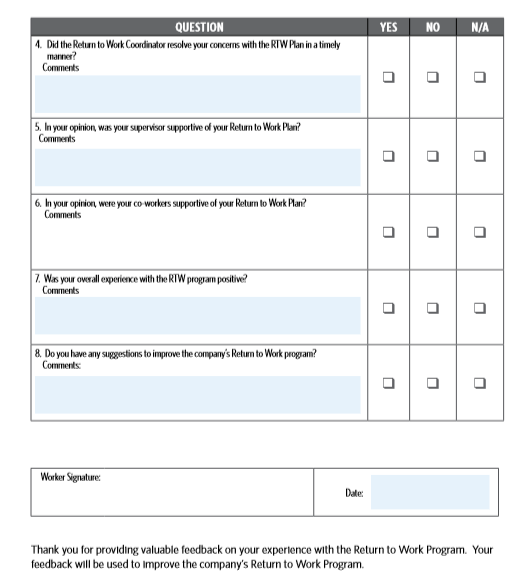 QUESTION YES NO N/A
4. Did the Return to Work Coordinator resolve your concerns with the RTW Plan in a timely
manner?
Comments
5. In your opinion, was your supervisor supportive of your Return to Work Plan?
Comments
6. In your opinion, were your co-workers supportive of your Return to Work Plan?
Comments
7. Was your overall experience with the RTW program positive?
Comments
8. Do you have any suggestions to improve the company's Return to Work program?
Comments:
Worker Signature:
Date:
Thank you for providing valuable feedback on your experience with the Return to Work Program. Your
feedback will be used to improve the company's Return to Work Program.